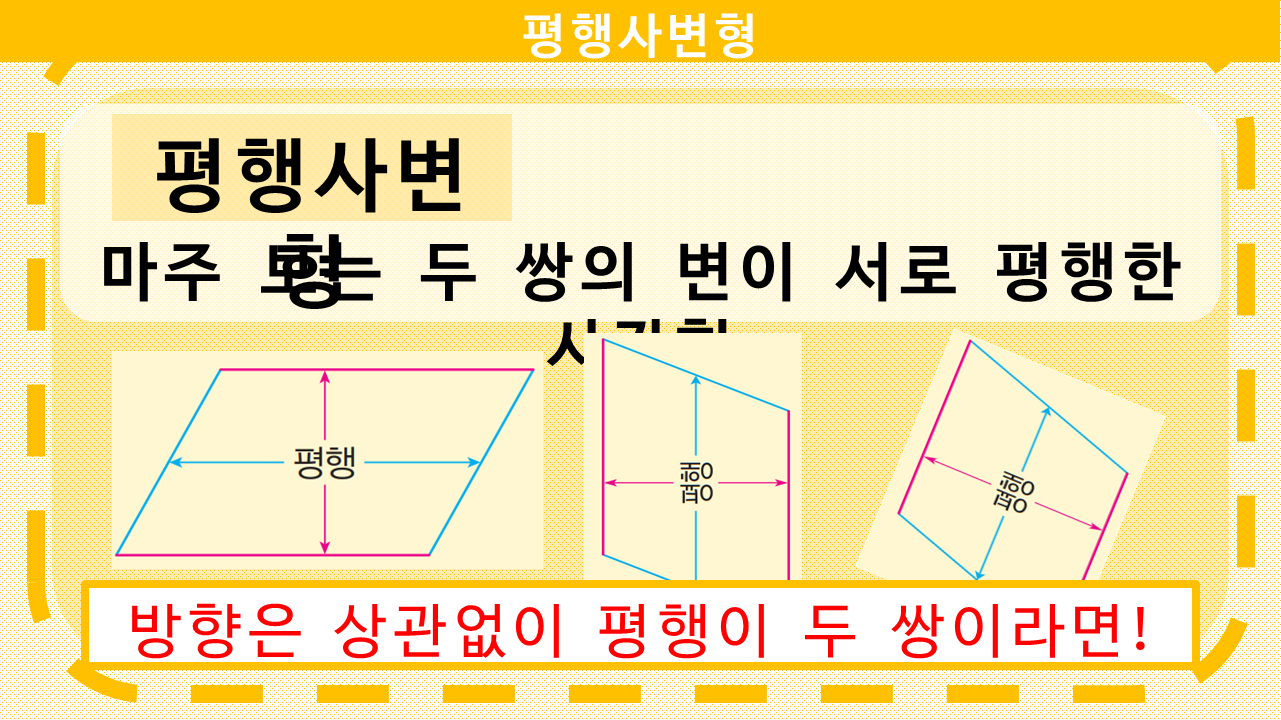 평행사변형
평행사변
형
마주 보는 두 쌍의 변이 서로 평행한
사각형
평행
평행
평행
방향은 상관없이 평행이 두 쌍이라면!